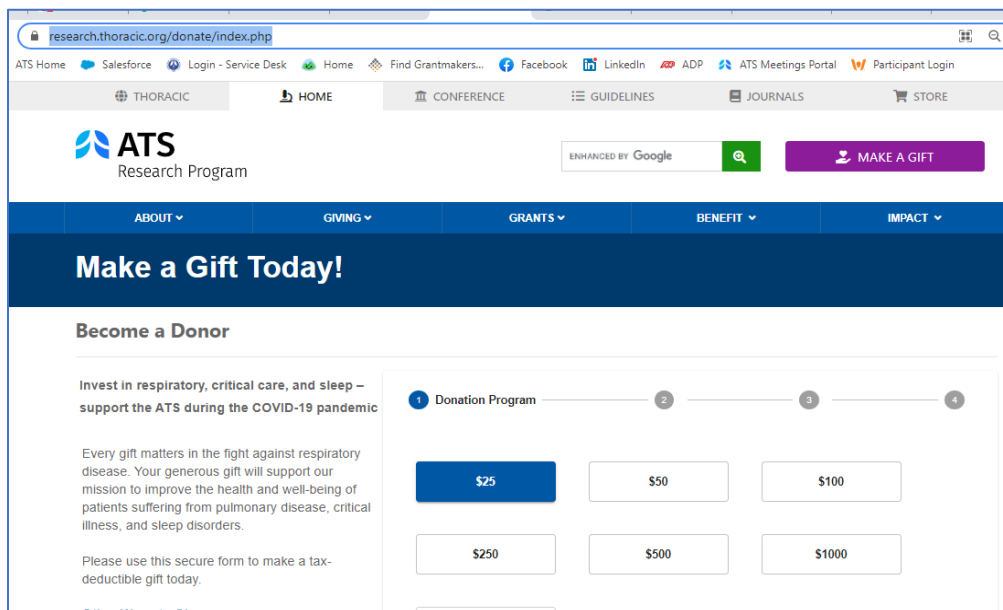 research.thoracic.org/donate/index.php
ATS Home Salesforce Login - Service Desk Home Find Grantmakers... Facebook LinkedIn ADP ATS Meetings Portal Participant Login
THORACIC HOME CONFERENCE GUIDELINES JOURNALS STORE
ATS
Research Program
ENHANCED BY Google
MAKE A GIFT
ABOUT GIVING GRANTS BENEFIT IMPACT
Make a Gift Today!
Become a Donor
Invest in respiratory, critical care, and sleep –
support the ATS during the COVID-19 pandemic
Every gift matters in the fight against respiratory
disease. Your generous gift will support our
mission to improve the health and well-being of
patients suffering from pulmonary disease, critical
illness, and sleep disorders.
Please use this secure form to make a tax-
deductible gift today.
1 Donation Program 2 3 4
$25 $50 $100
$250 $500 $1000